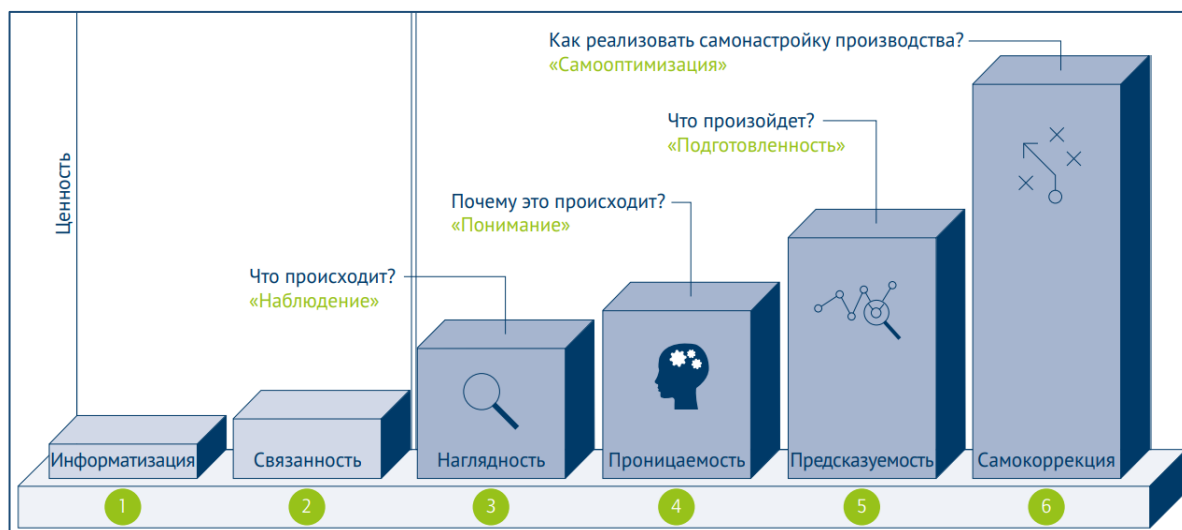 Как реализовать самонастройку производства?
«Самооптимизация»
Что произойдет?
«Подготовленность»
Почему это происходит?
«Понимание»
Что происходит?
«Наблюдение»
Ценность
Информатизация
Связанность
Наглядность
Проницаемость
Предсказуемость
Самокоррекция
1
2
3
4
5
6